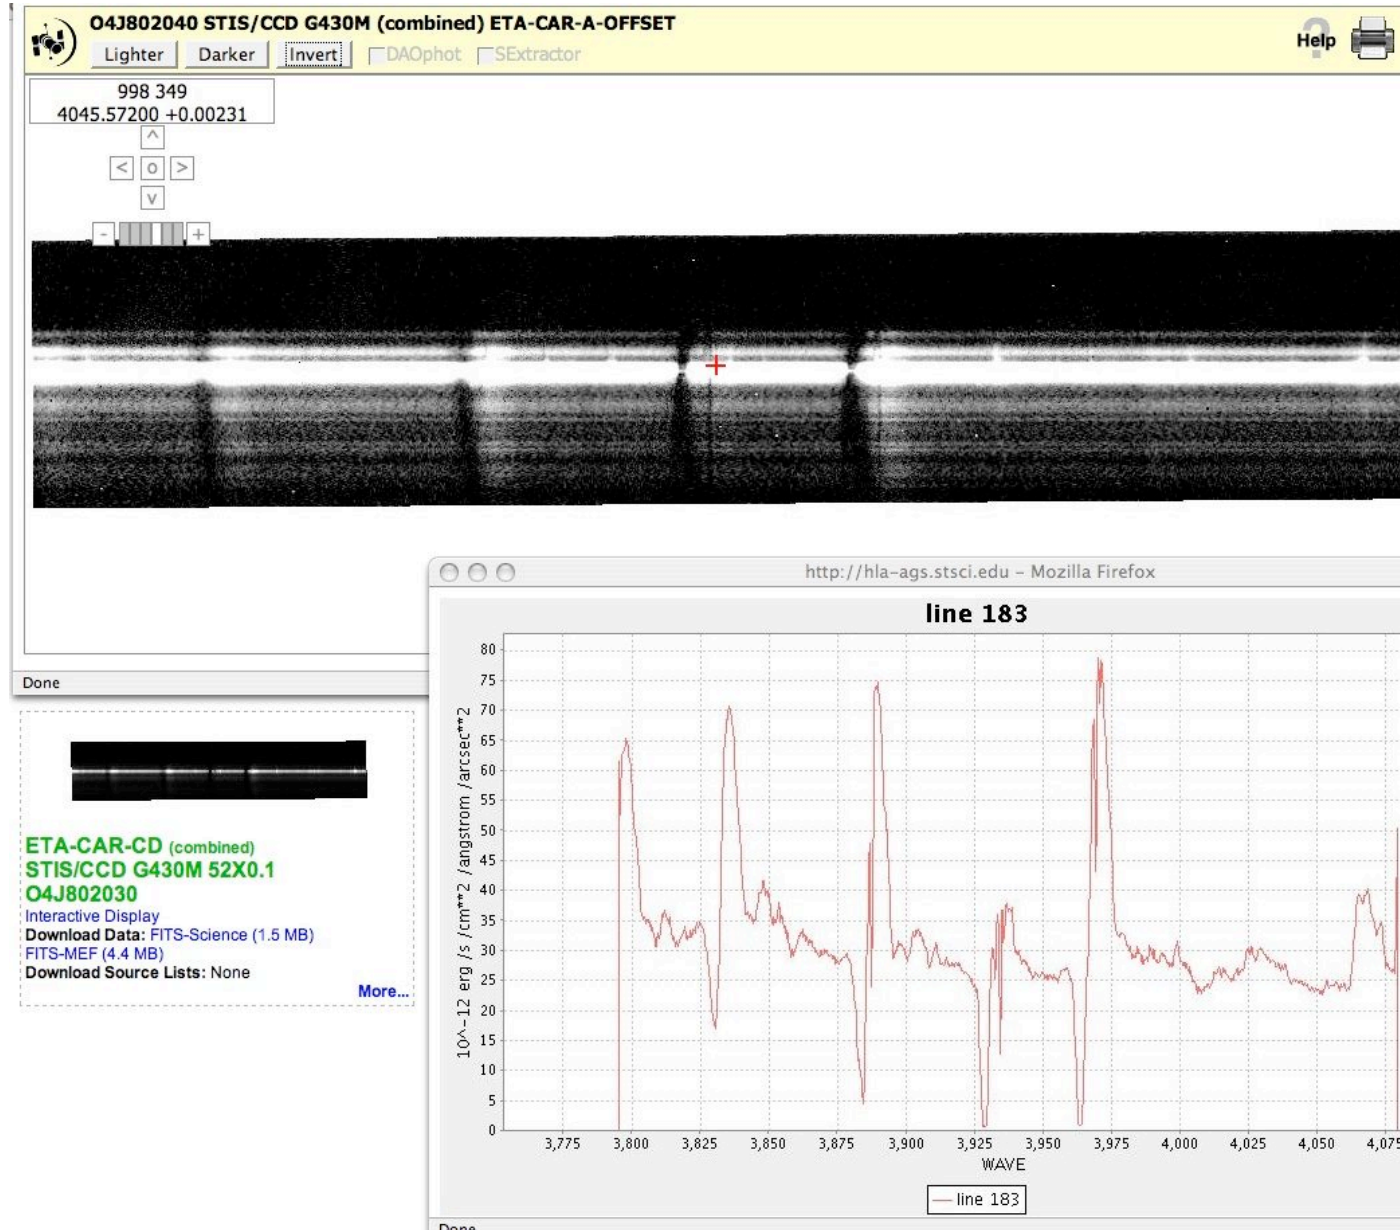 O4J802040 STIS/CCD G430M (combined) ETA-CAR-A-OFFSET
Lighter Darker Invert DAOphot SExtractor
Help
998 349
4045.57200 +0.00231
^
< o >
v
- +
Done
http://hla-ags.stsci.edu – Mozilla Firefox
line 183
80
75
70
65
60
55
50
45
40
35
30
25
20
15
10
5
0
10^-12 erg /s /cm**2 /angstrom /arcsec**2
3,775 3,800 3,825 3,850 3,875 3,900 3,925 3,950 3,975 4,000 4,025 4,050 4,075
WAVE
line 183
Done
ETA-CAR-CD (combined)
STIS/CCD G430M 52X0.1
O4J802030
Interactive Display
Download Data: FITS-Science (1.5 MB)
FITS-MEF (4.4 MB)
Download Source Lists: None
More...